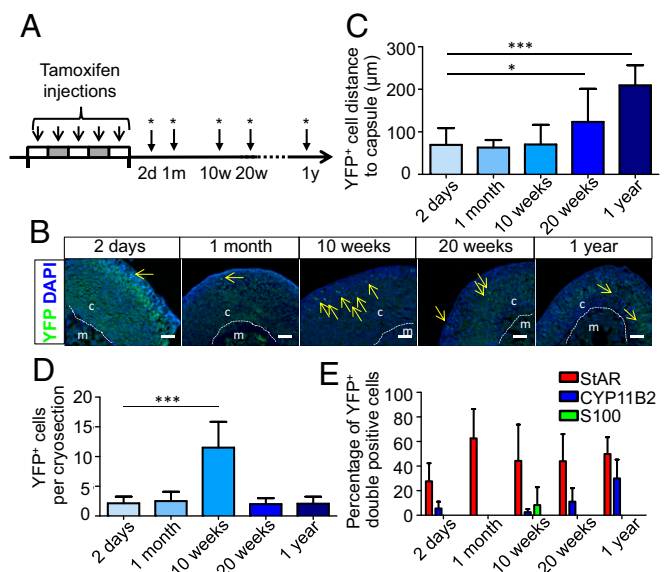 A
Tamoxifen
injections
* * * * *
2d 1m 10w 20w 1y
C
YFP+ cell distance
to capsule (µm)
300
200
100
0
***
*
2 days
1 month
10 weeks
20 weeks
1 year
B
2 days 1 month 10 weeks 20 weeks 1 year
YFP DAPI
c m
c m
c m
c m
c m
D
YFP+ cells
per cryosection
20
15
10
5
0
***
2 days
1 month
10 weeks
20 weeks
1 year
E
Percentage of YFP+
double positive cells
100
80
60
40
20
0
StAR
CYP11B2
S100
2 days
1 month
10 weeks
20 weeks
1 year